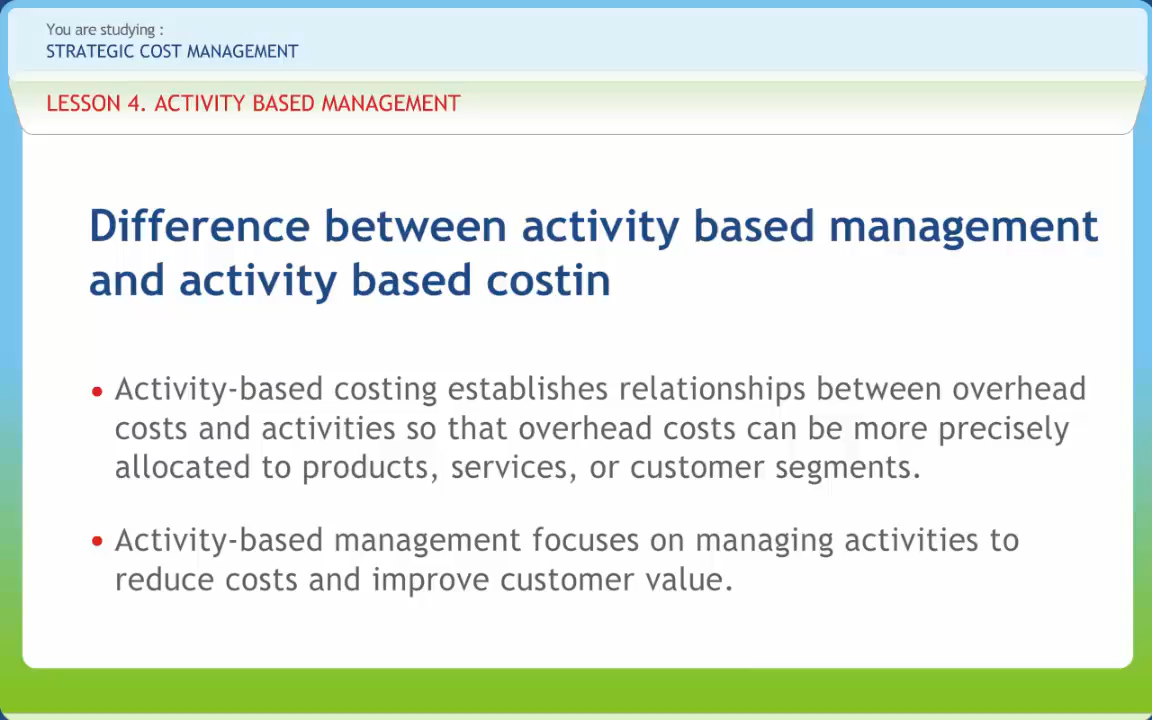 You are studying :
STRATEGIC COST MANAGEMENT
LESSON 4. ACTIVITY BASED MANAGEMENT
Difference between activity based management
and activity based costin
• Activity-based costing establishes relationships between overhead
costs and activities so that overhead costs can be more precisely
allocated to products, services, or customer segments.
• Activity-based management focuses on managing activities to
reduce costs and improve customer value.